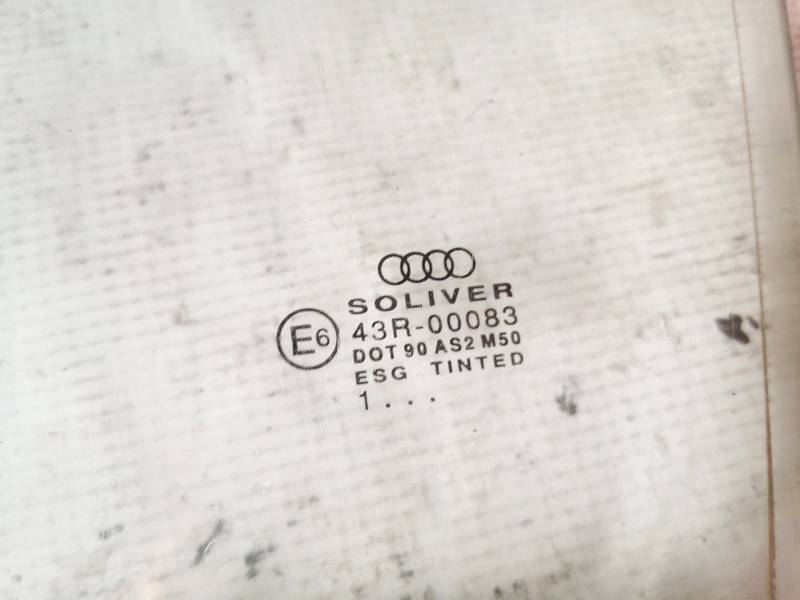 SOLIVER
E6 43R-00083
DOT 90 AS2 M50
ESG TINTED
1 . . .